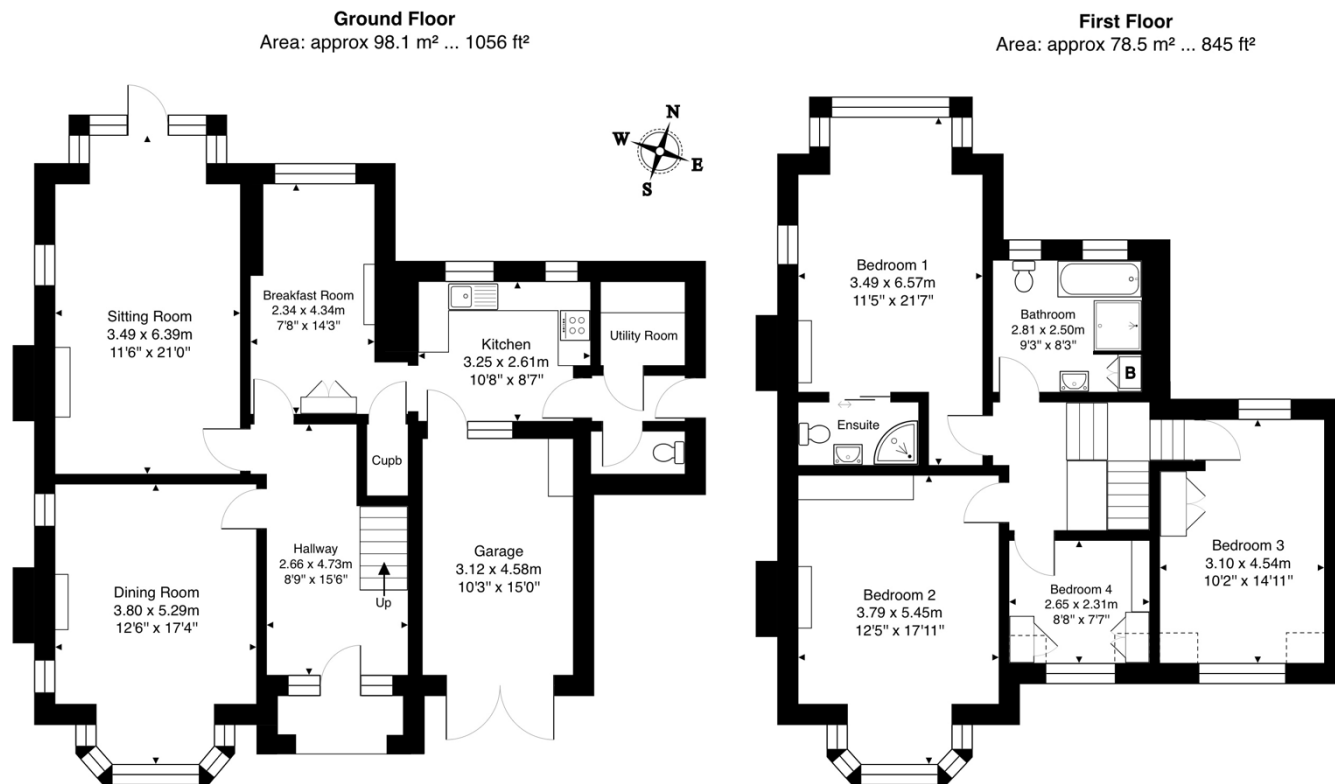 Ground Floor
Area: approx 98.1 m² ... 1056 ft²
First Floor
Area: approx 78.5 m² ... 845 ft²
N
W
E
S
Sitting Room
3.49 x 6.39m
11'6" x 21'0"
Breakfast Room
2.34 x 4.34m
7'8" x 14'3"
Kitchen
3.25 x 2.61m
10'8" x 8'7"
Utility Room
Cupb
Hallway
2.66 x 4.73m
8'9" x 15'6"
Up
Garage
3.12 x 4.58m
10'3" x 15'0"
Dining Room
3.80 x 5.29m
12'6" x 17'4"
Bedroom 1
3.49 x 6.57m
11'5" x 21'7"
Bathroom
2.81 x 2.50m
9'3" x 8'3"
B
Ensuite
Bedroom 2
3.79 x 5.45m
12'5" x 17'11"
Bedroom 4
2.65 x 2.31m
8'8" x 7'7"
Bedroom 3
3.10 x 4.54m
10'2" x 14'11"